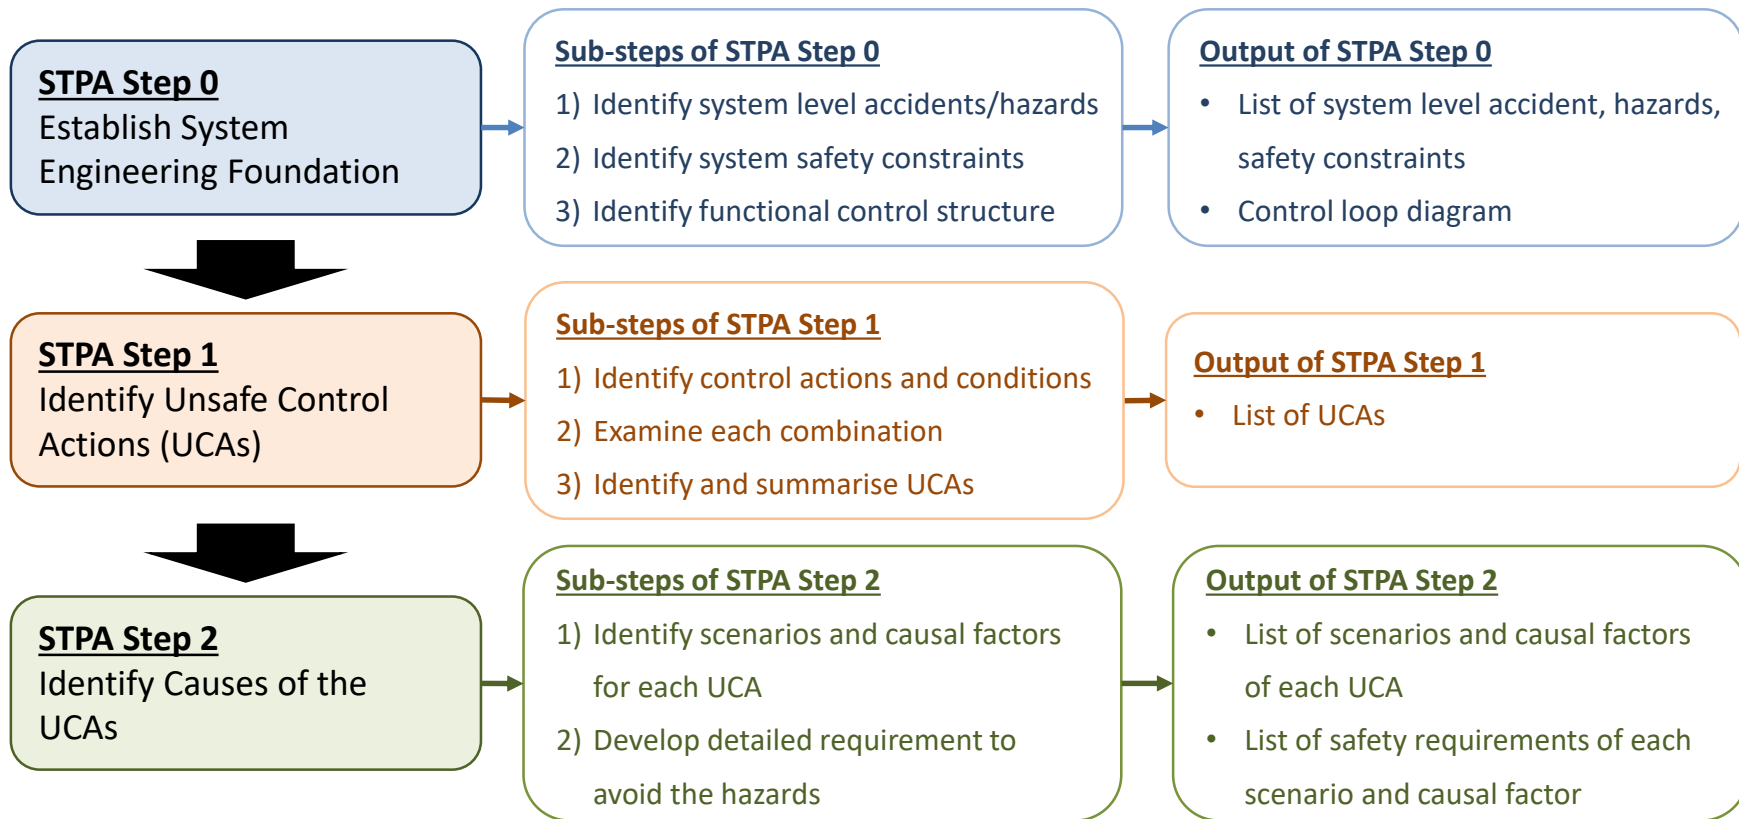 STPA Step 0
Establish System
Engineering Foundation
Sub-steps of STPA Step 0
1) Identify system level accidents/hazards
2) Identify system safety constraints
3) Identify functional control structure
Output of STPA Step 0
• List of system level accident, hazards,
safety constraints
• Control loop diagram
STPA Step 1
Identify Unsafe Control
Actions (UCAs)
Sub-steps of STPA Step 1
1) Identify control actions and conditions
2) Examine each combination
3) Identify and summarise UCAs
Output of STPA Step 1
• List of UCAs
STPA Step 2
Identify Causes of the
UCAs
Sub-steps of STPA Step 2
1) Identify scenarios and causal factors
for each UCA
2) Develop detailed requirement to
avoid the hazards
Output of STPA Step 2
• List of scenarios and causal factors
of each UCA
• List of safety requirements of each
scenario and causal factor